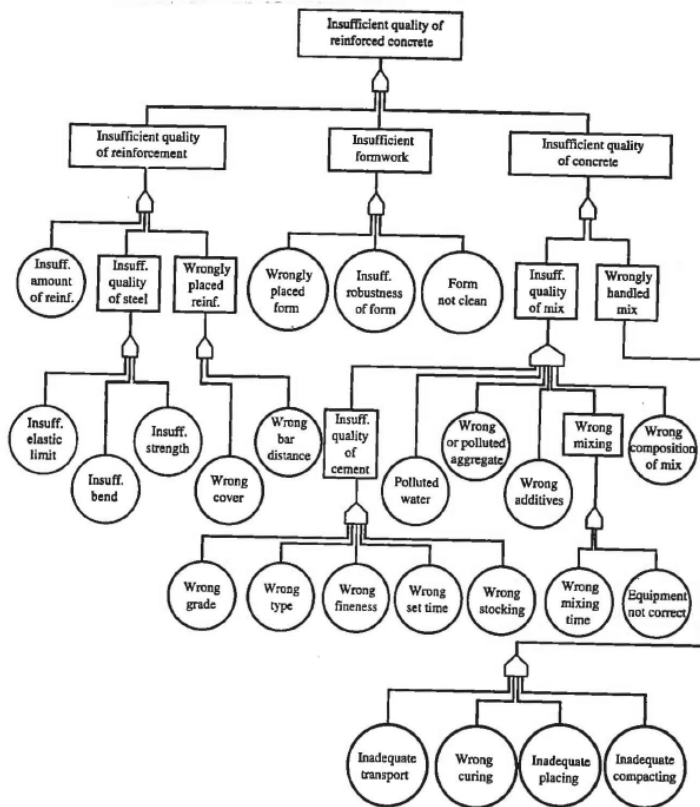 Insufficient quality of
reinforced concrete
Insufficient quality
of reinforcement
Insufficient
formwork
Insufficient quality
of concrete
Insuff.
amount
of reinf.
Insuff.
quality
of steel
Wrongly
placed
reinf.
Wrongly
placed
form
Insuff.
robustness
of form
Form
not clean
Insuff.
quality
of mix
Wrongly
handled
mix
Insuff.
elastic
limit
Insuff.
bend
Insuff.
strength
Wrong
cover
Wrong
bar
distance
Insuff.
quality
of
cement
Polluted
water
Wrong
or polluted
aggregate
Wrong
additives
Wrong
mixing
Wrong
composition
of mix
Wrong
grade
Wrong
type
Wrong
fineness
Wrong
set time
Wrong
stocking
Wrong
mixing
time
Equipment
not correct
Inadequate
transport
Wrong
curing
Inadequate
placing
Inadequate
compacting